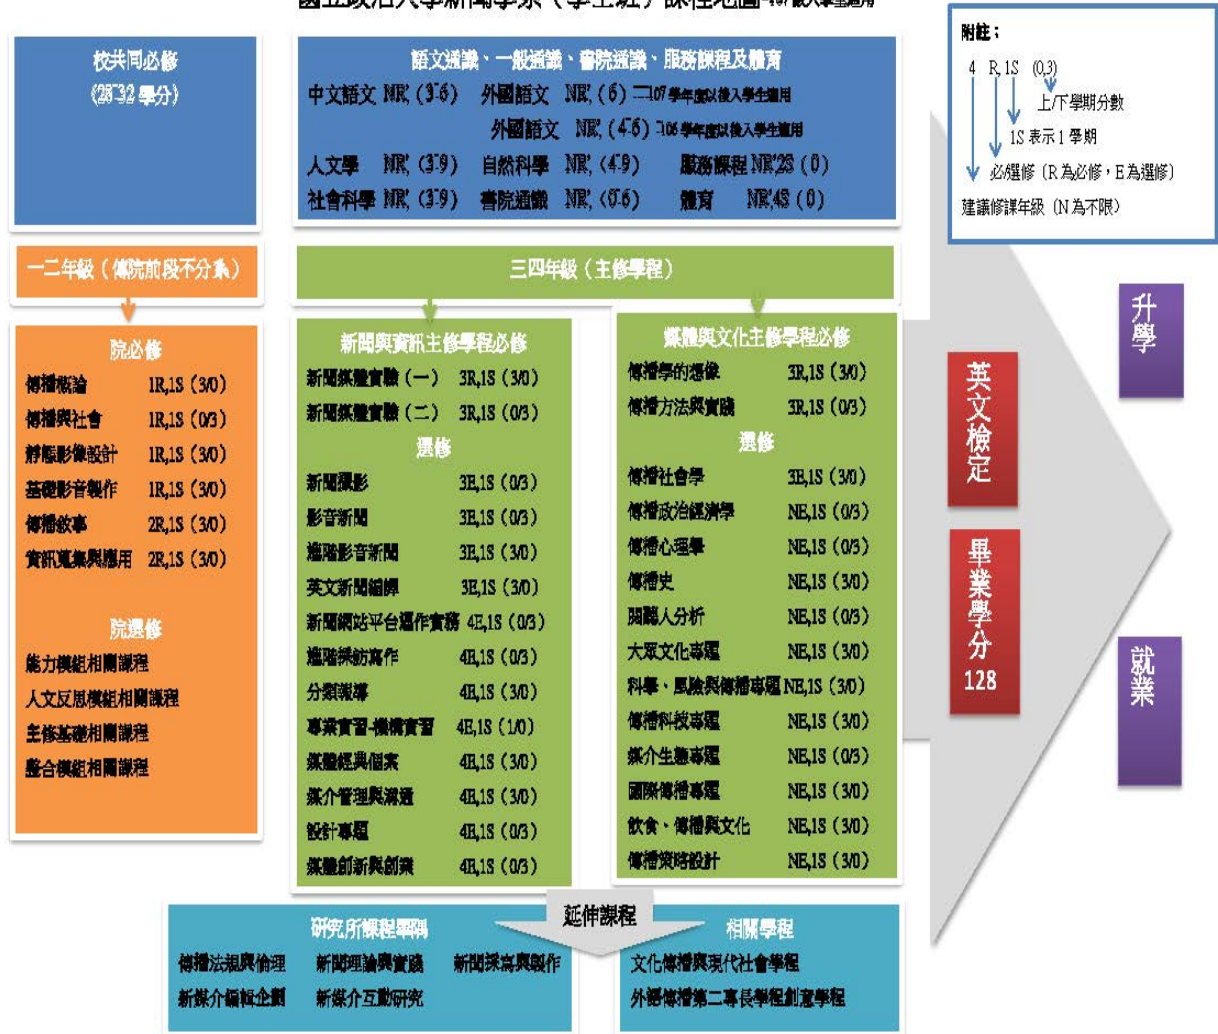 國立政治大學新聞學系（學士班）課程地圖-107級入學生適用
附註：
4 R, 1S (0,3)
上/下學期分數
1S 表示 1 學期
必/選修（R 為必修，E 為選修）
建議修課年級（N 為不限）
校共同必修
(28-32 學分)
語文通識、一般通識、書院通識、服務課程及體育
中文語文 NR, (3-6) 外國語文 NR, (6) -107 學年度以後入學生適用
外國語文 NR, (4-6) -106 學年度以後入學生適用
人文學 NR, (3-9) 自然科學 NR, (4-9) 服務課程 NR,2S (0)
社會科學 NR, (3-9) 書院通識 NR, (0-6) 體育 NR,4S (0)
一二年級（傳院前段不分系）
院必修
傳播概論 1R,1S (3/0)
傳播與社會 1R,1S (0/3)
靜態影像設計 1R,1S (3/0)
基礎影音製作 1R,1S (3/0)
傳播敘事 2R,1S (3/0)
資訊蒐集與應用 2R,1S (3/0)
院選修
能力模組相關課程
人文反思模組相關課程
主修基礎相關課程
整合模組相關課程
三四年級（主修學程）
新聞與資訊主修學程必修
新聞媒體實驗（一） 3R,1S (3/0)
新聞媒體實驗（二） 3R,1S (0/3)
選修
新聞攝影 3E,1S (0/3)
影音新聞 3E,1S (0/3)
進階影音新聞 3E,1S (3/0)
英文新聞編譯 3E,1S (3/0)
新聞網站平台運作實務 4E,1S (0/3)
進階採訪寫作 4E,1S (0/3)
分類報導 4E,1S (3/0)
專業實習-機構實習 4E,1S (1/0)
媒體經典個案 4E,1S (3/0)
媒介管理與溝通 4E,1S (3/0)
設計專題 4E,1S (0/3)
媒體創新與創業 4E,1S (0/3)
媒體與文化主修學程必修
傳播學的想像 3R,1S (3/0)
傳播方法與實踐 3R,1S (0/3)
選修
傳播社會學 3E,1S (3/0)
傳播政治經濟學 NE,1S (0/3)
傳播心理學 NE,1S (0/3)
傳播史 NE,1S (3/0)
閱聽人分析 NE,1S (0/3)
大眾文化專題 NE,1S (3/0)
科學、風險與傳播專題 NE,1S (3/0)
傳播科技專題 NE,1S (3/0)
媒介生態專題 NE,1S (0/3)
國際傳播專題 NE,1S (3/0)
飲食、傳播與文化 NE,1S (3/0)
傳播策略設計 NE,1S (3/0)
英文檢定
畢業學分
128
升學
就業
延伸課程
研究所課程舉隅
傳播法規與倫理 新聞理論與實踐 新聞採寫與製作
新媒介編輯企劃 新媒介互動研究
相關學程
文化傳播與現代社會學程
外語傳播第二專長學程創意學程